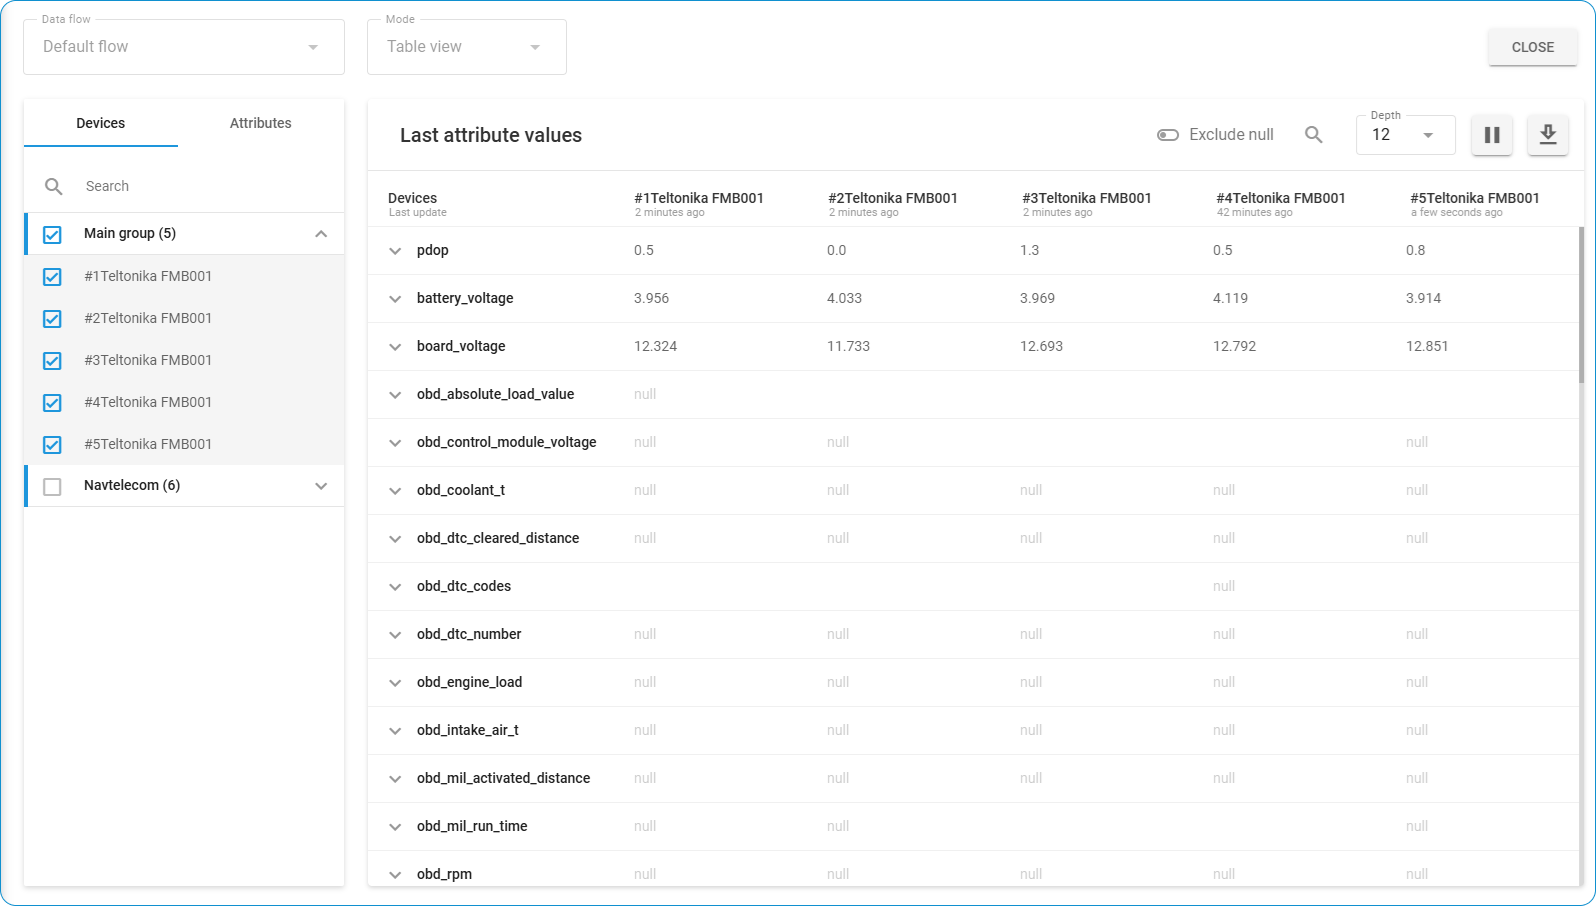 Data flow
Default flow
Mode
Table view
CLOSE
Devices
Attributes
Search
Main group (5)
#1Teltonika FMB001
#2Teltonika FMB001
#3Teltonika FMB001
#4Teltonika FMB001
#5Teltonika FMB001
Navtelecom (6)
Last attribute values
Exclude null
Depth
12
Devices #1Teltonika FMB001 #2Teltonika FMB001 #3Teltonika FMB001 #4Teltonika FMB001 #5Teltonika FMB001
Last update 2 minutes ago 2 minutes ago 2 minutes ago 42 minutes ago a few seconds ago
pdop 0.5 0.0 1.3 0.5 0.8
battery_voltage 3.956 4.033 3.969 4.119 3.914
board_voltage 12.324 11.733 12.693 12.792 12.851
obd_absolute_load_value null
obd_control_module_voltage null null null
obd_coolant_t null null null null null
obd_dtc_cleared_distance null null null null null
obd_dtc_codes null
obd_dtc_number null null null null null
obd_engine_load null null null null null
obd_intake_air_t null null null null null
obd_mil_activated_distance null null null null null
obd_mil_run_time null null null
obd_rpm null null null null null